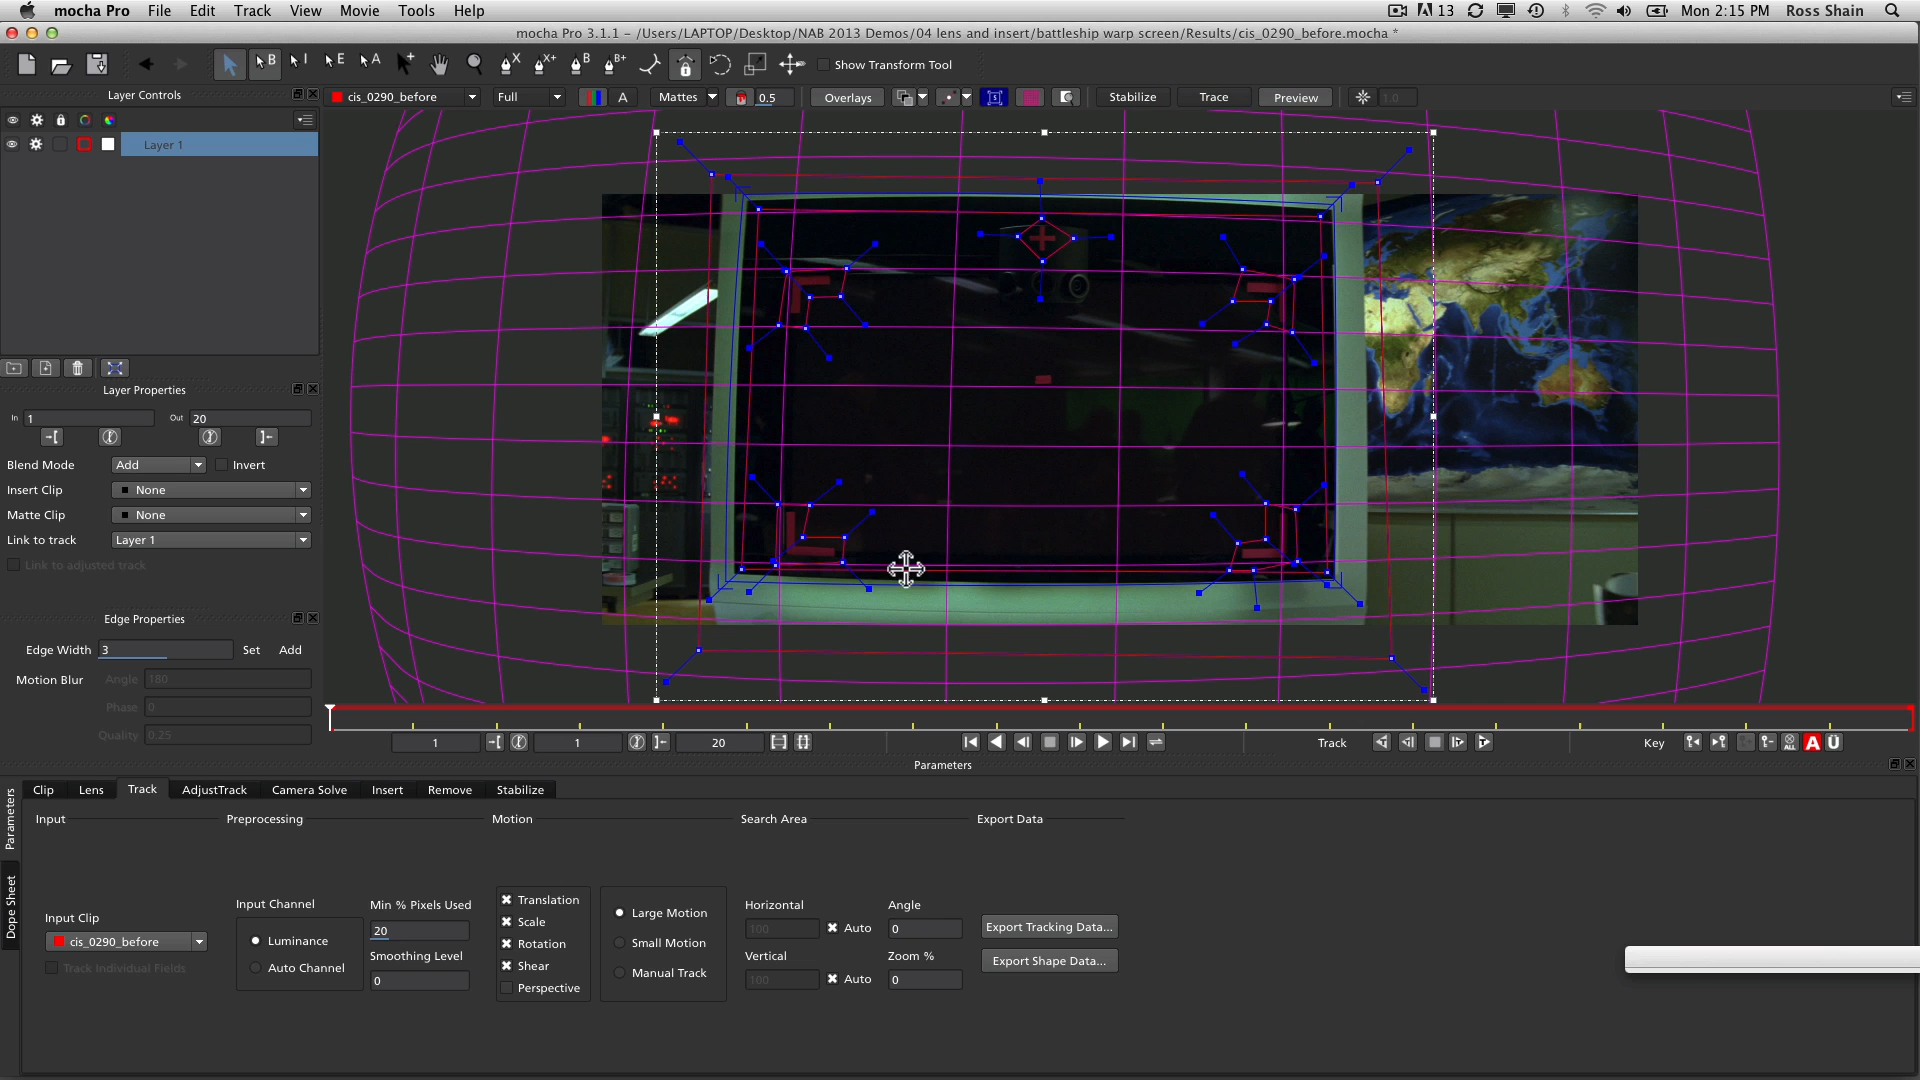 mocha Pro File Edit Track View Movie Tools Help 13 Mon 2:15 PM Ross Shain
mocha Pro 3.1.1 - /Users/LAPTOP/Desktop/NAB 2013 Demos/04 lens and insert/battleship warp screen/Results/cis_0290_before.mocha *
B I E A X X+ B B+ Show Transform Tool
Layer Controls cis_0290_before Full A Mattes 0.5 Overlays Stabilize Trace Preview 1.0
Layer 1
Layer Properties
In 1 Out 20
Blend Mode Add Invert
Insert Clip None
Matte Clip None
Link to track Layer 1
Link to adjusted track
Edge Properties
Edge Width 3 Set Add
Motion Blur Angle 180
Phase 0
Quality 0.25
1 1 20 Track Key ALL A Ü
Parameters
Parameters
Dope Sheet
Clip Lens Track AdjustTrack Camera Solve Insert Remove Stabilize
Input Preprocessing Motion Search Area Export Data
Input Clip
cis_0290_before
Track Individual Fields
Input Channel
Luminance
Auto Channel
Min % Pixels Used
20
Smoothing Level
0
Translation
Scale
Rotation
Shear
Perspective
Large Motion
Small Motion
Manual Track
Horizontal Angle
100 Auto 0
Vertical Zoom %
100 Auto 0
Export Tracking Data...
Export Shape Data...